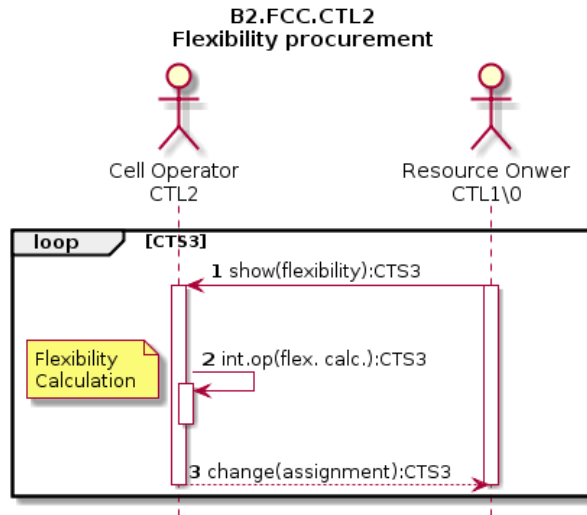 B2.FCC.CTL2
Flexibility procurement
Cell Operator
CTL2
Resource Onwer
CTL1\0
loop [CTS3]
1 show(flexibility):CTS3
2 int.op(flex. calc.):CTS3
Flexibility
Calculation
3 change(assignment):CTS3